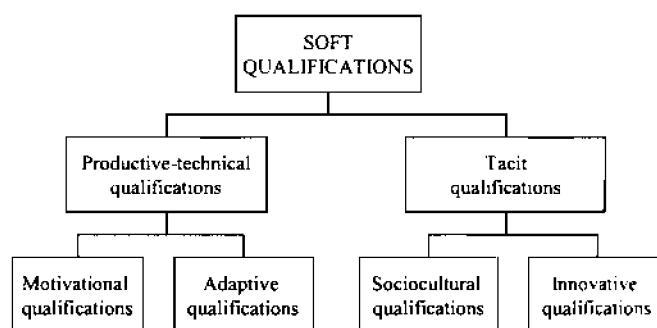 SOFT
QUALIFICATIONS
Productive-technical
qualifications
Tacit
qualifications
Motivational
qualifications
Adaptive
qualifications
Sociocultural
qualifications
Innovative
qualifications